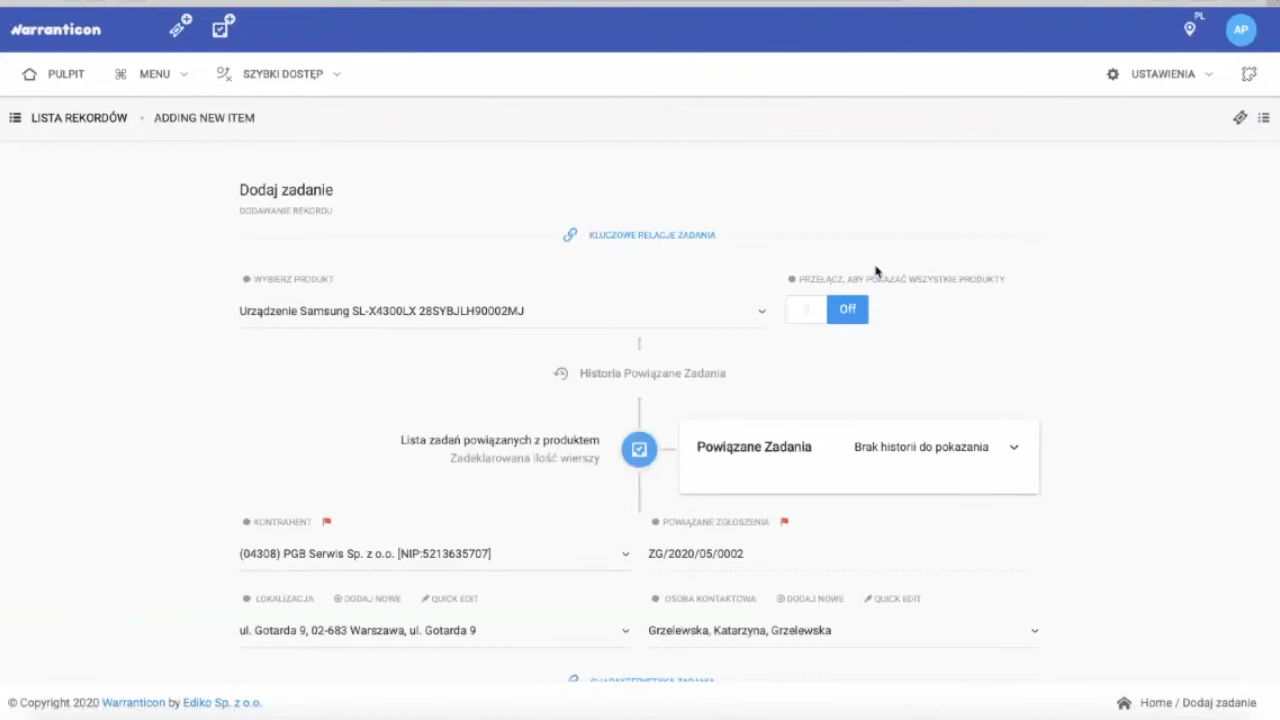 Warranticon
PL
AP
PULPIT MENU SZYBKI DOSTĘP USTAWIENIA
LISTA REKORDÓW • ADDING NEW ITEM
Dodaj zadanie
DODAWANIE REKORDU
KLUCZOWE RELACJE ZADANIA
WYBIERZ PRODUKT PRZEŁĄCZ, ABY POKAZAĆ WSZYSTKIE PRODUKTY
Urządzenie Samsung SL-X4300LX 28SYBJLH90002MJ Off
Historia Powiązane Zadania
Lista zadań powiązanych z produktem
Zadeklarowana ilość wierszy
Powiązane Zadania Brak historii do pokazania
KONTRAHENT POWIĄZANE ZGŁOSZENIA
(04308) PGB Serwis Sp. z o.o. [NIP:5213635707] ZG/2020/05/0002
LOKALIZACJA DODAJ NOWE QUICK EDIT OSOBA KONTAKTOWA DODAJ NOWE QUICK EDIT
ul. Gotarda 9, 02-683 Warszawa, ul. Gotarda 9 Grzelewska, Katarzyna, Grzelewska
CHARAKTERYSTYKA ZADANIA
© Copyright 2020 Warranticon by Ediko Sp. z o.o. Home / Dodaj zadanie